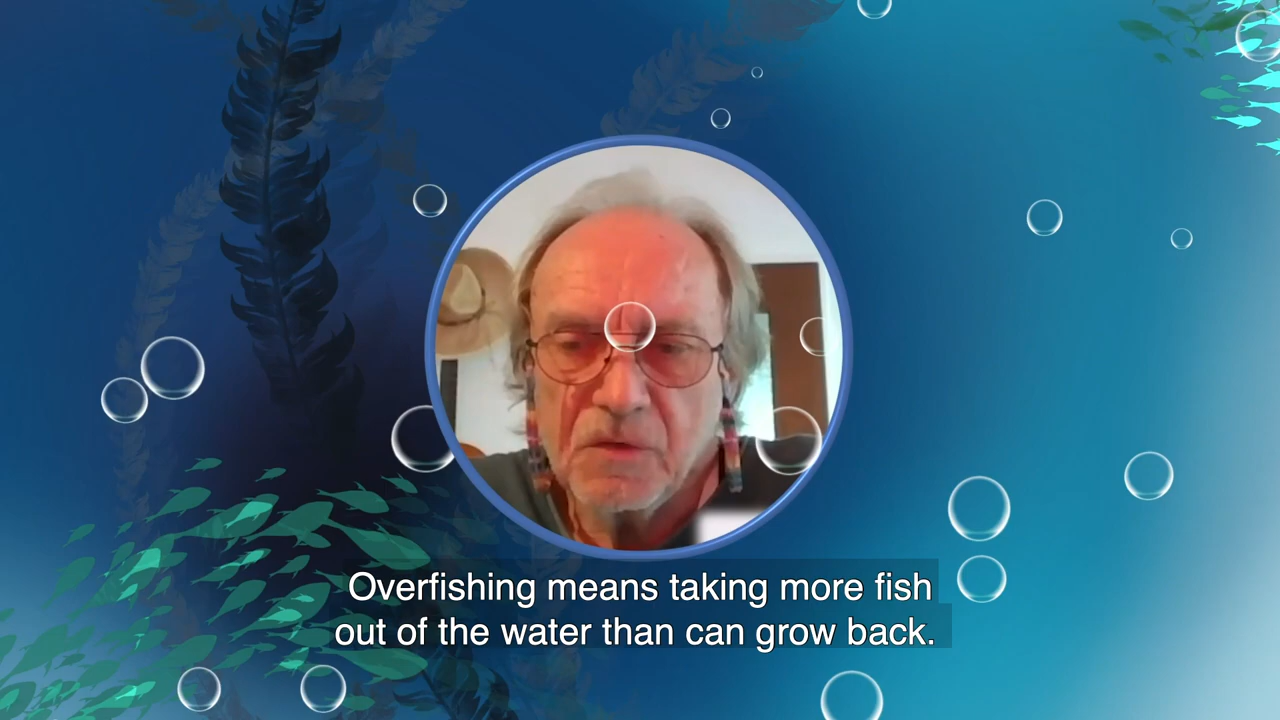 Overfishing means taking more fish
out of the water than can grow back.